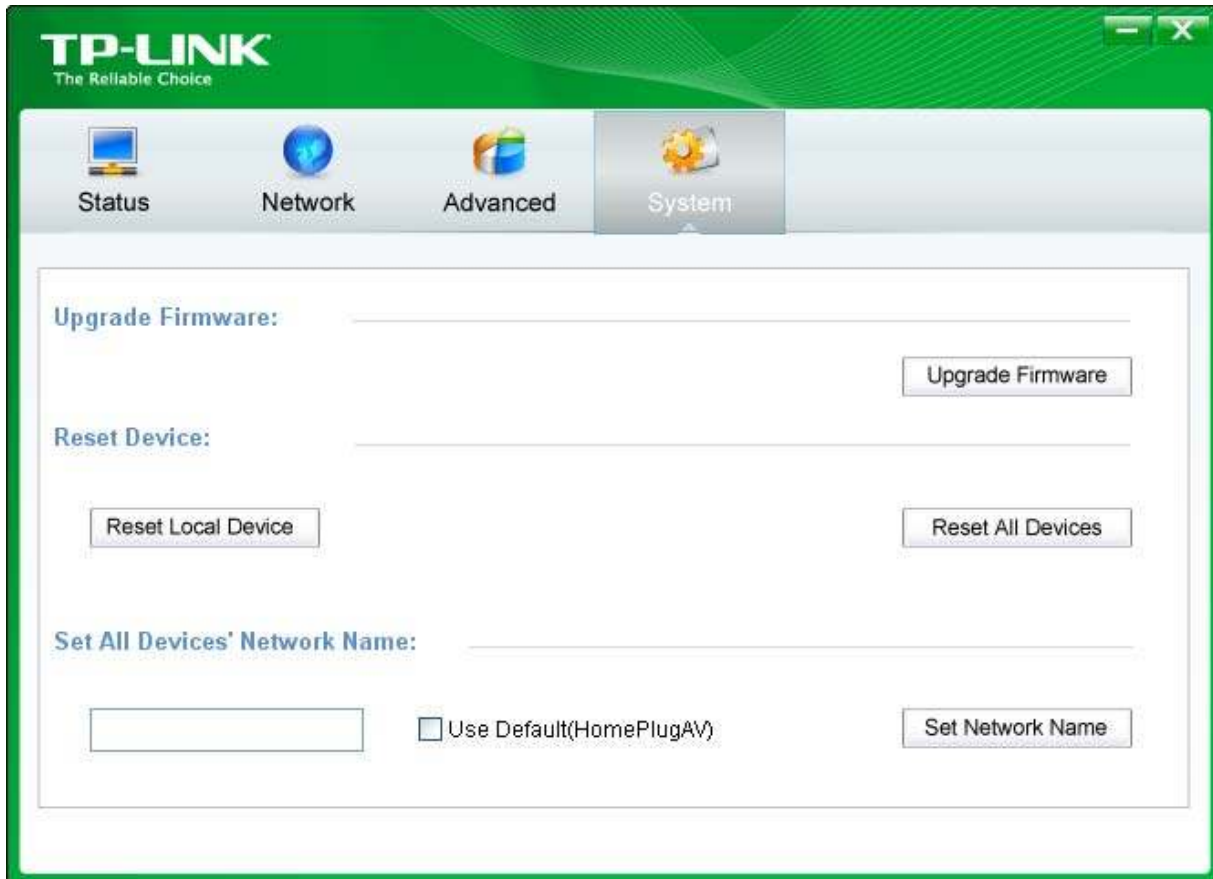 TP-LINK
The Reliable Choice
Status Network Advanced System
Upgrade Firmware:
Upgrade Firmware
Reset Device:
Reset Local Device Reset All Devices
Set All Devices' Network Name:
Use Default(HomePlugAV) Set Network Name